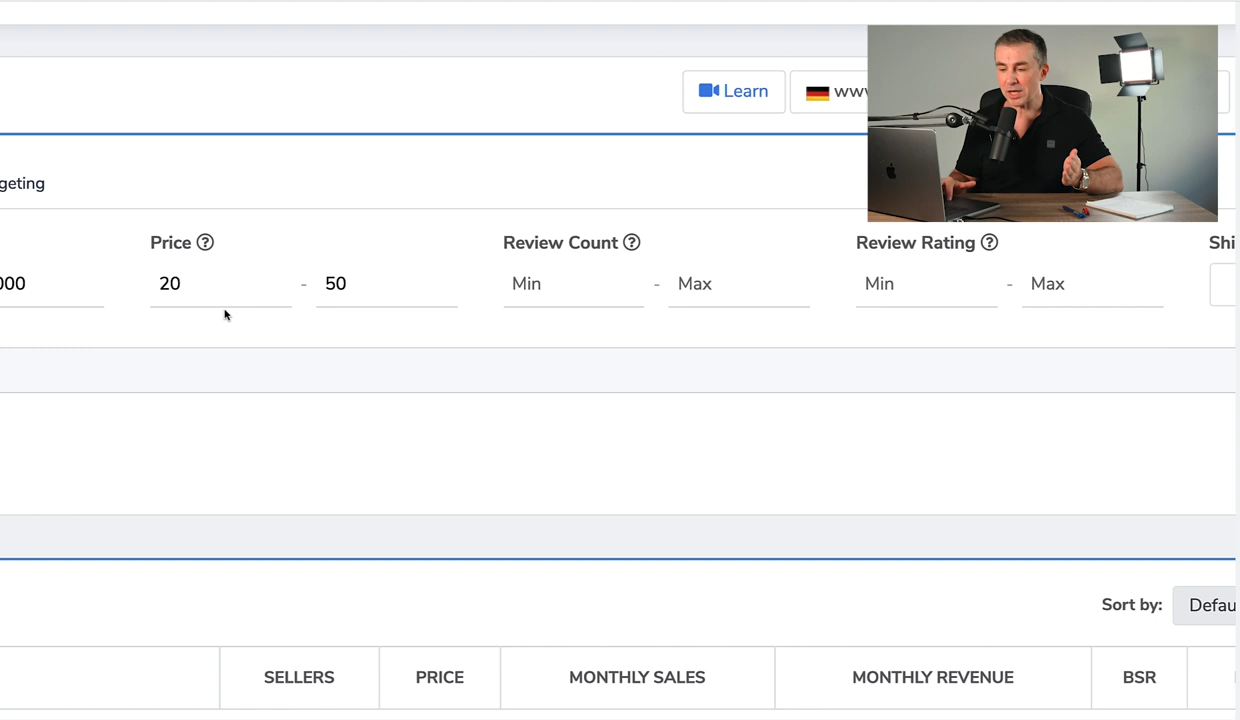 Learn
www
geting
Price Review Count Review Rating Shi
000 20 - 50 Min - Max Min - Max
Sort by: Defau
SELLERS PRICE MONTHLY SALES MONTHLY REVENUE BSR